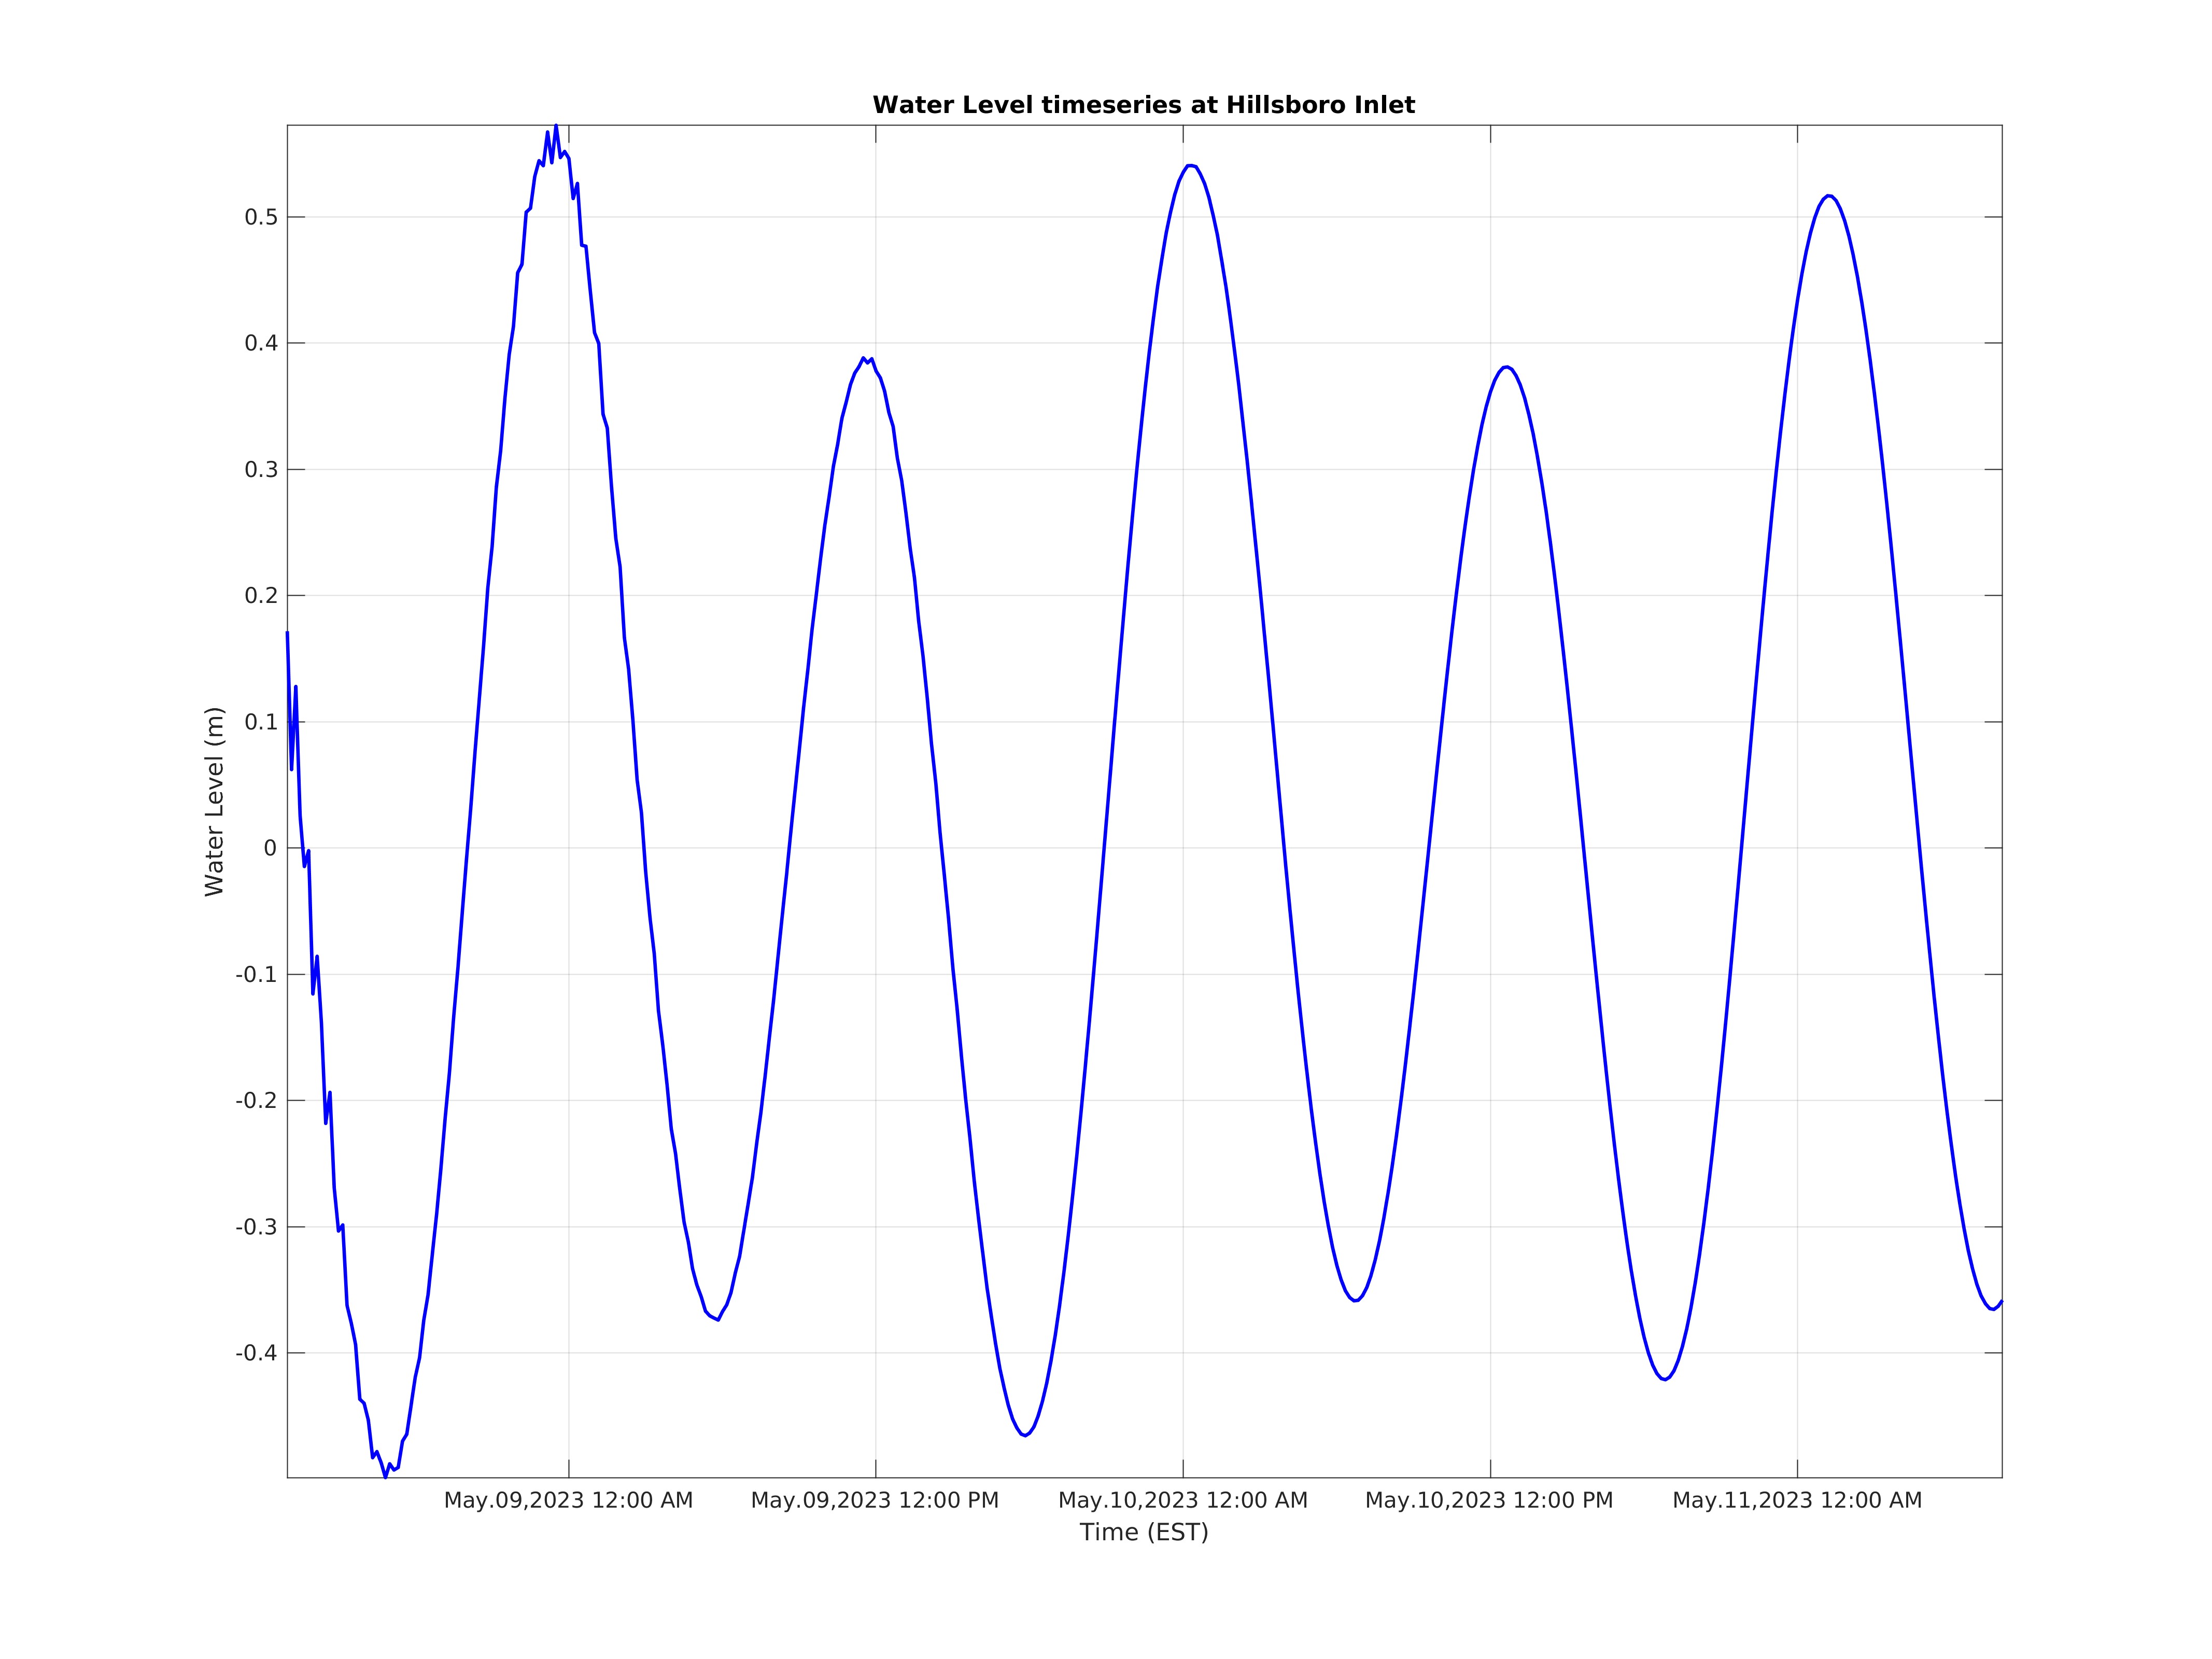 Water Level timeseries at Hillsboro Inlet
0.5
0.4
0.3
0.2
0.1
0
-0.1
-0.2
-0.3
-0.4
Water Level (m)
May.09,2023 12:00 AM
May.09,2023 12:00 PM
May.10,2023 12:00 AM
May.10,2023 12:00 PM
May.11,2023 12:00 AM
Time (EST)